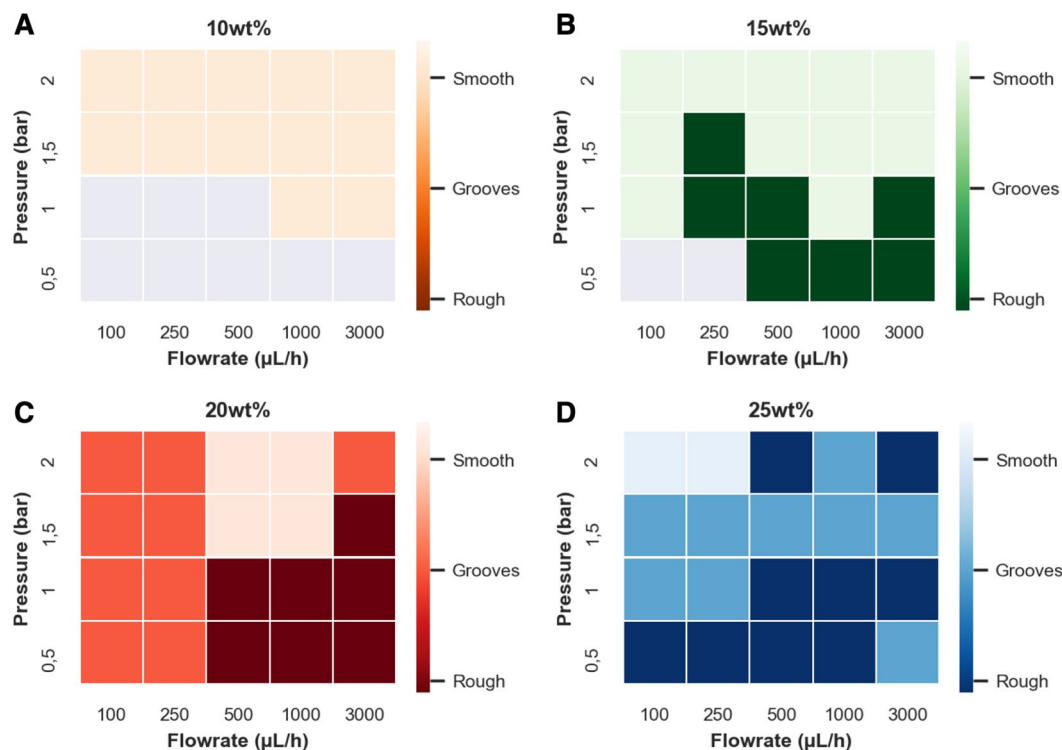 A
10wt%
Pressure (bar)
2
1,5
1
0,5
100 250 500 1000 3000
Flowrate (µL/h)
Smooth
Grooves
Rough
B
15wt%
Pressure (bar)
2
1,5
1
0,5
100 250 500 1000 3000
Flowrate (µL/h)
Smooth
Grooves
Rough
C
20wt%
Pressure (bar)
2
1,5
1
0,5
100 250 500 1000 3000
Flowrate (µL/h)
Smooth
Grooves
Rough
D
25wt%
Pressure (bar)
2
1,5
1
0,5
100 250 500 1000 3000
Flowrate (µL/h)
Smooth
Grooves
Rough